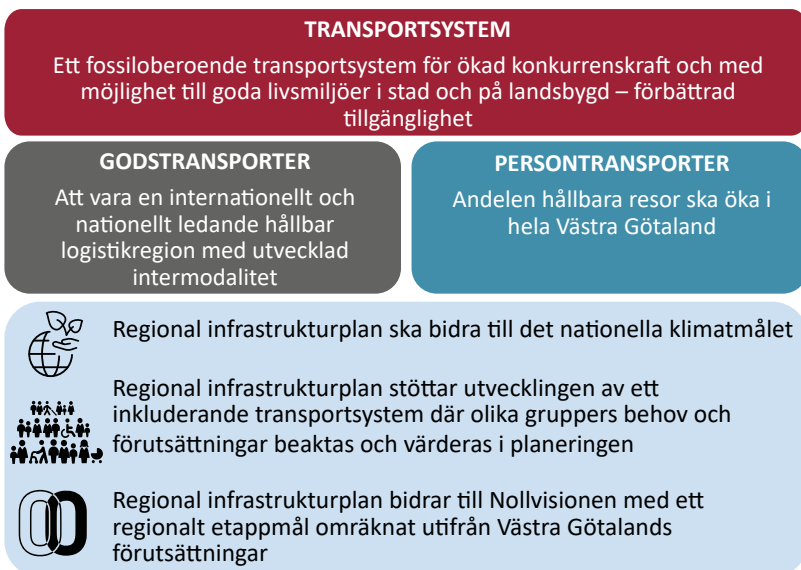 TRANSPORTSYSTEM
Ett fossiloberoende transportsystem för ökad konkurrenskraft och med
möjlighet till goda livsmiljöer i stad och på landsbygd – förbättrad
tillgänglighet
GODSTRANSPORTER
Att vara en internationellt och
nationellt ledande hållbar
logistikregion med utvecklad
intermodalitet
PERSONTRANSPORTER
Andelen hållbara resor ska öka i
hela Västra Götaland
Regional infrastrukturplan ska bidra till det nationella klimatmålet
Regional infrastrukturplan stöttar utvecklingen av ett
inkluderande transportsystem där olika gruppers behov och
förutsättningar beaktas och värderas i planeringen
Regional infrastrukturplan bidrar till Nollvisionen med ett
regionalt etappmål omräknat utifrån Västra Götalands
förutsättningar